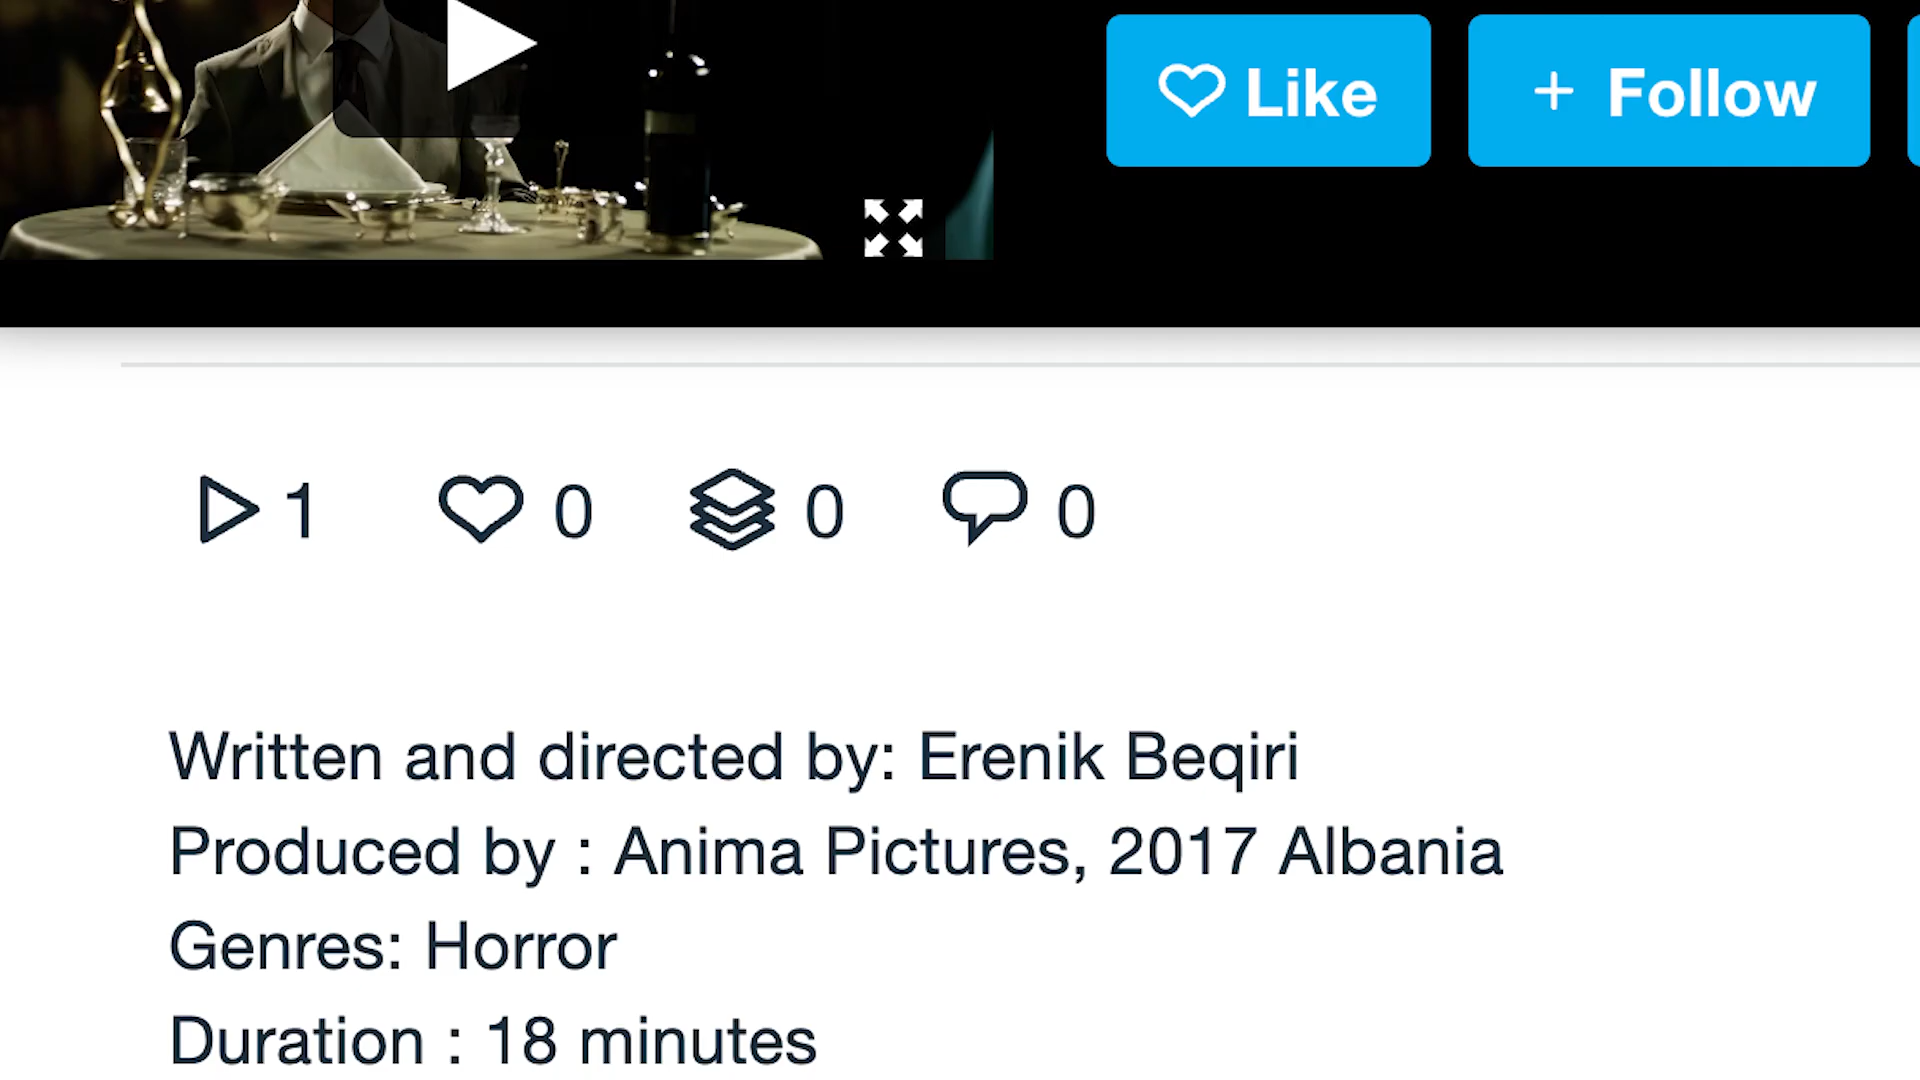 Like
+ Follow
1 0 0 0
Written and directed by: Erenik Beqiri
Produced by : Anima Pictures, 2017 Albania
Genres: Horror
Duration : 18 minutes